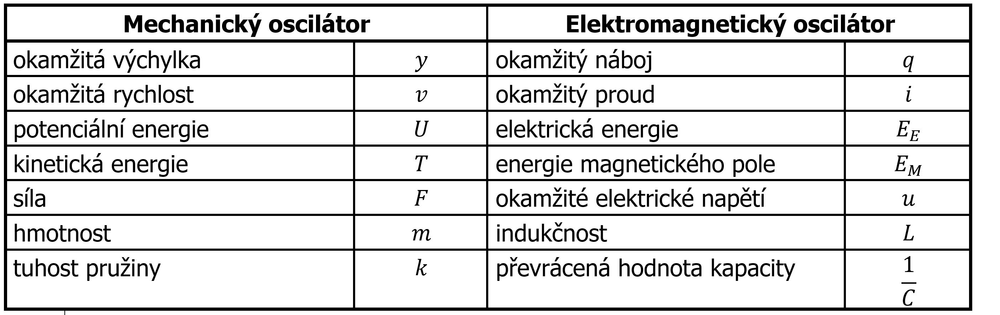 Mechanický oscilátor Elektromagnetický oscilátor
okamžitá výchylka y okamžitý náboj q
okamžitá rychlost v okamžitý proud i
potenciální energie U elektrická energie E_E
kinetická energie T energie magnetického pole E_M
síla F okamžité elektrické napětí u
hmotnost m indukčnost L
tuhost pružiny k převrácená hodnota kapacity 1/C